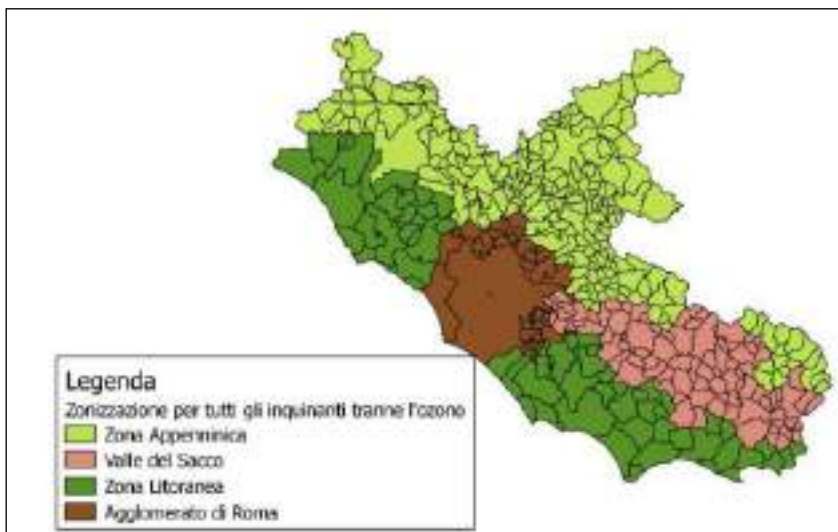 Legenda
Zonizzazione per tutti gli inquinanti tranne l'ozono
Zona Appenninica
Valle del Sacco
Zona Litoranea
Agglomerato di Roma